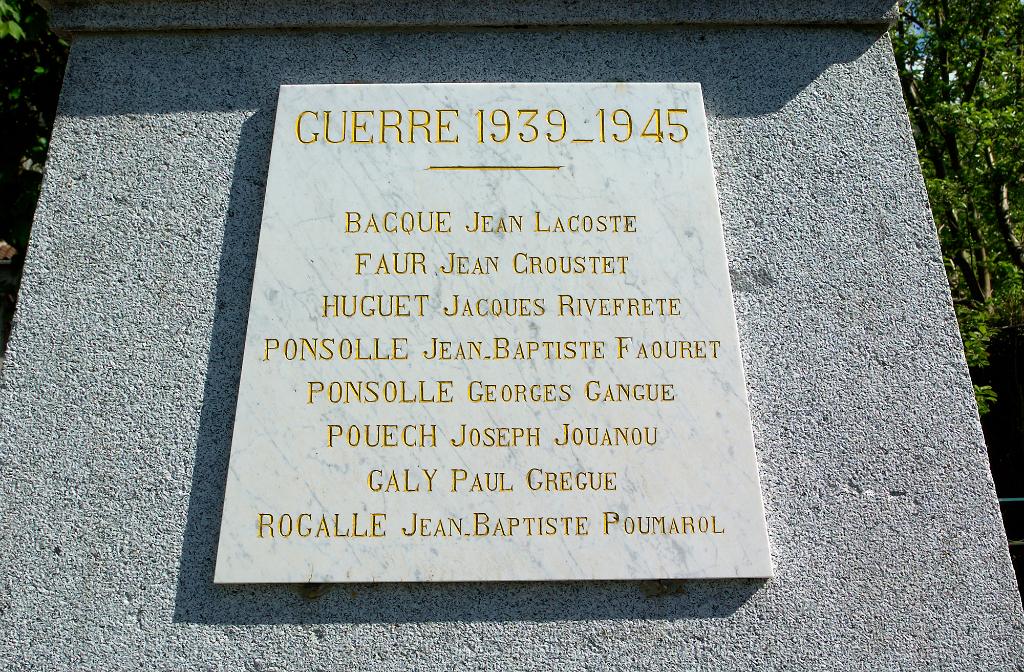 GUERRE 1939_1945
BACQUE JEAN LACOSTE
FAUR JEAN CROUSTET
HUGUET JACQUES RIVEFRETE
PONSOLLE JEAN_BAPTISTE FAOURET
PONSOLLE GEORGES GANGUE
POUECH JOSEPH JOUANOU
GALY PAUL GREGUE
ROGALLE JEAN_BAPTISTE POUMAROL